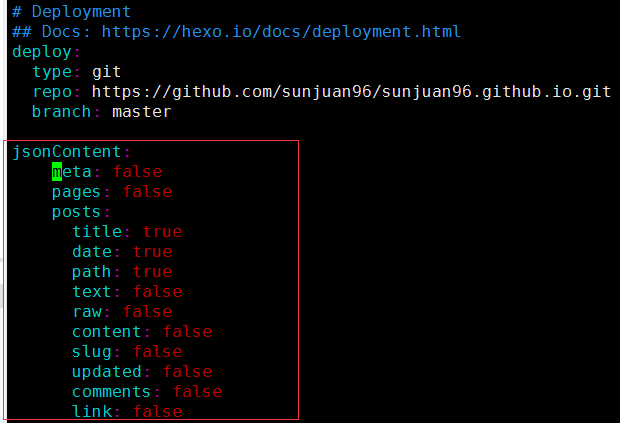 # Deployment
## Docs: https://hexo.io/docs/deployment.html
deploy:
  type: git
  repo: https://github.com/sunjuan96/sunjuan96.github.io.git
  branch: master

jsonContent:
    meta: false
    pages: false
    posts:
      title: true
      date: true
      path: true
      text: false
      raw: false
      content: false
      slug: false
      updated: false
      comments: false
      link: false